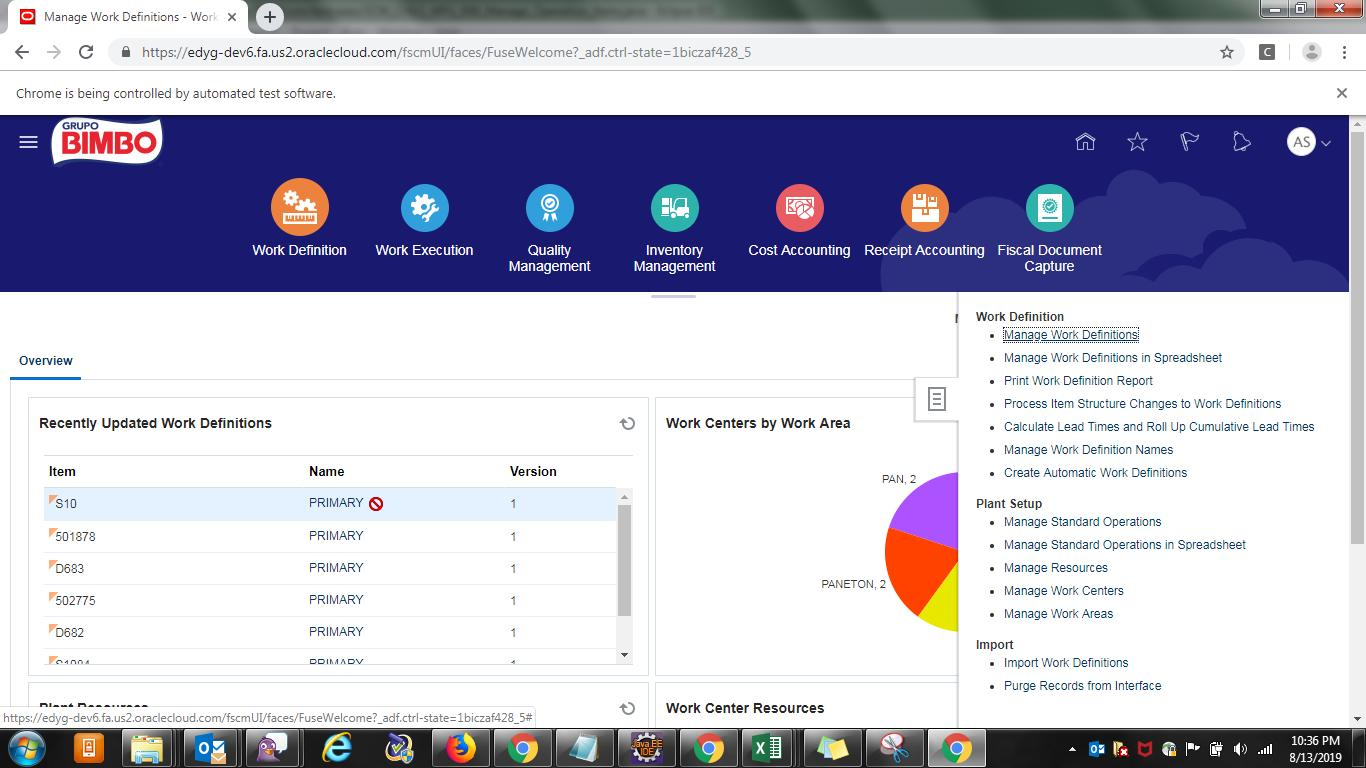 Manage Work Definitions - Work
https://edyg-dev6.fa.us2.oraclecloud.com/fscmUI/faces/FuseWelcome?_adf.ctrl-state=1biczaf428_5
C
Chrome is being controlled by automated test software.
GRUPO
BIMBO
AS
Work Definition
Work Execution
Quality
Management
Inventory
Management
Cost Accounting
Receipt Accounting
Fiscal Document
Capture
Overview
Recently Updated Work Definitions
Item Name Version
S10 PRIMARY 1
501878 PRIMARY 1
D683 PRIMARY 1
502775 PRIMARY 1
D682 PRIMARY 1
S1984 PRIMARY 1
Work Centers by Work Area
PAN, 2
PANETON, 2
Work Definition
Manage Work Definitions
Manage Work Definitions in Spreadsheet
Print Work Definition Report
Process Item Structure Changes to Work Definitions
Calculate Lead Times and Roll Up Cumulative Lead Times
Manage Work Definition Names
Create Automatic Work Definitions
Plant Setup
Manage Standard Operations
Manage Standard Operations in Spreadsheet
Manage Resources
Manage Work Centers
Manage Work Areas
Import
Import Work Definitions
Purge Records from Interface
Plant Resources
Work Center Resources
https://edyg-dev6.fa.us2.oraclecloud.com/fscmUI/faces/FuseWelcome?_adf.ctrl-state=1biczaf428_5#
Java EE
IDE
10:36 PM
8/13/2019